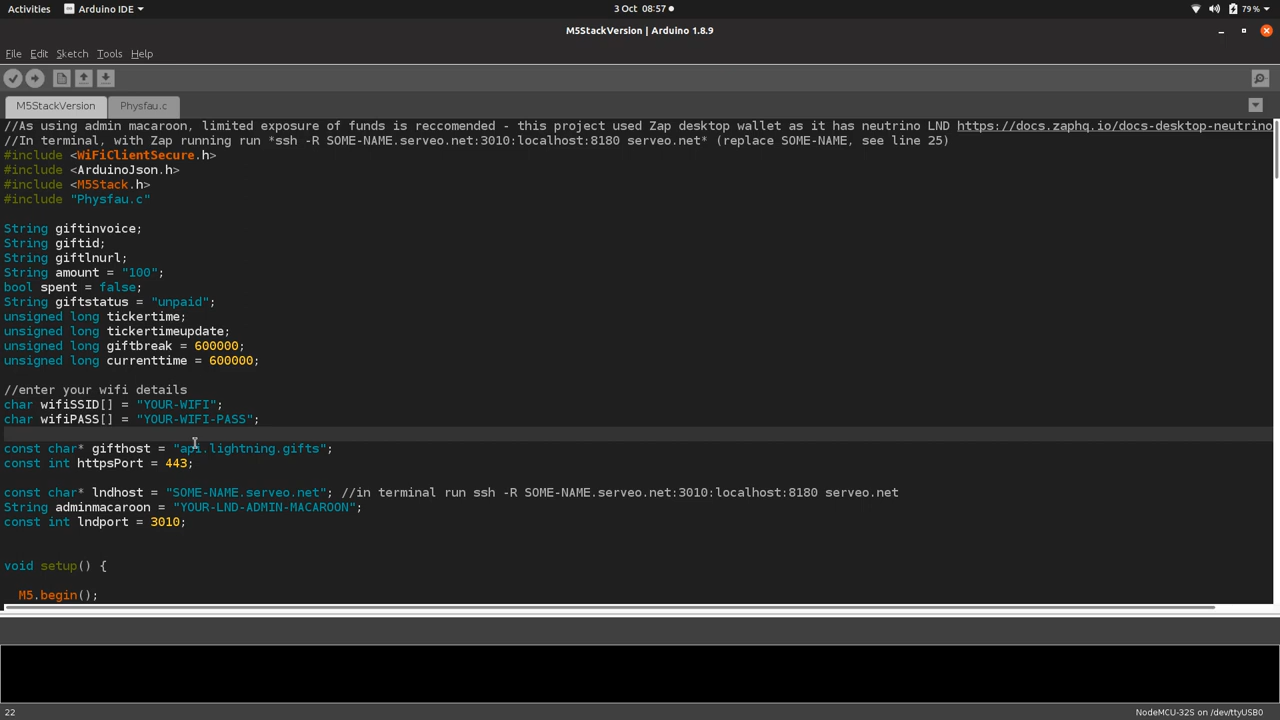 Activities Arduino IDE 3 Oct 08:57 79 %
M5StackVersion | Arduino 1.8.9
File Edit Sketch Tools Help
M5StackVersion Physfau.c
//As using admin macaroon, limited exposure of funds is reccomended - this project used Zap desktop wallet as it has neutrino LND https://docs.zaphq.io/docs-desktop-neutrino
//In terminal, with Zap running run *ssh -R SOME-NAME.serveo.net:3010:localhost:8180 serveo.net* (replace SOME-NAME, see line 25)
#include <WiFiClientSecure.h>
#include <ArduinoJson.h>
#include <M5Stack.h>
#include "Physfau.c"
String giftinvoice;
String giftid;
String giftlnurl;
String amount = "100";
bool spent = false;
String giftstatus = "unpaid";
unsigned long tickertime;
unsigned long tickertimeupdate;
unsigned long giftbreak = 600000;
unsigned long currenttime = 600000;
//enter your wifi details
char wifiSSID[] = "YOUR-WIFI";
char wifiPASS[] = "YOUR-WIFI-PASS";
const char* gifthost = "api.lightning.gifts";
const int httpsPort = 443;
const char* lndhost = "SOME-NAME.serveo.net"; //in terminal run ssh -R SOME-NAME.serveo.net:3010:localhost:8180 serveo.net
String adminmacaroon = "YOUR-LND-ADMIN-MACAROON";
const int lndport = 3010;
void setup() {
M5.begin();
22 NodeMCU-32S on /dev/ttyUSB0